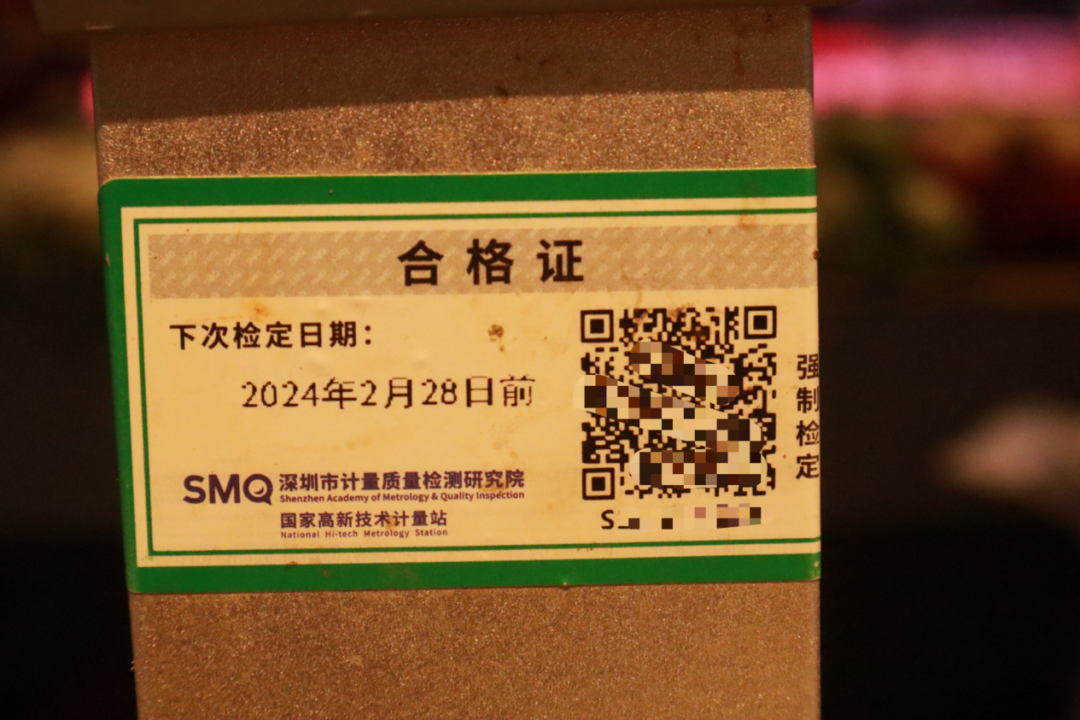 合格证
下次检定日期：
2024年2月28日前
强制检定
SMQ 深圳市计量质量检测研究院
Shenzhen Academy of Metrology & Quality Inspection
国家高新技术计量站
National Hi-tech Metrology Station